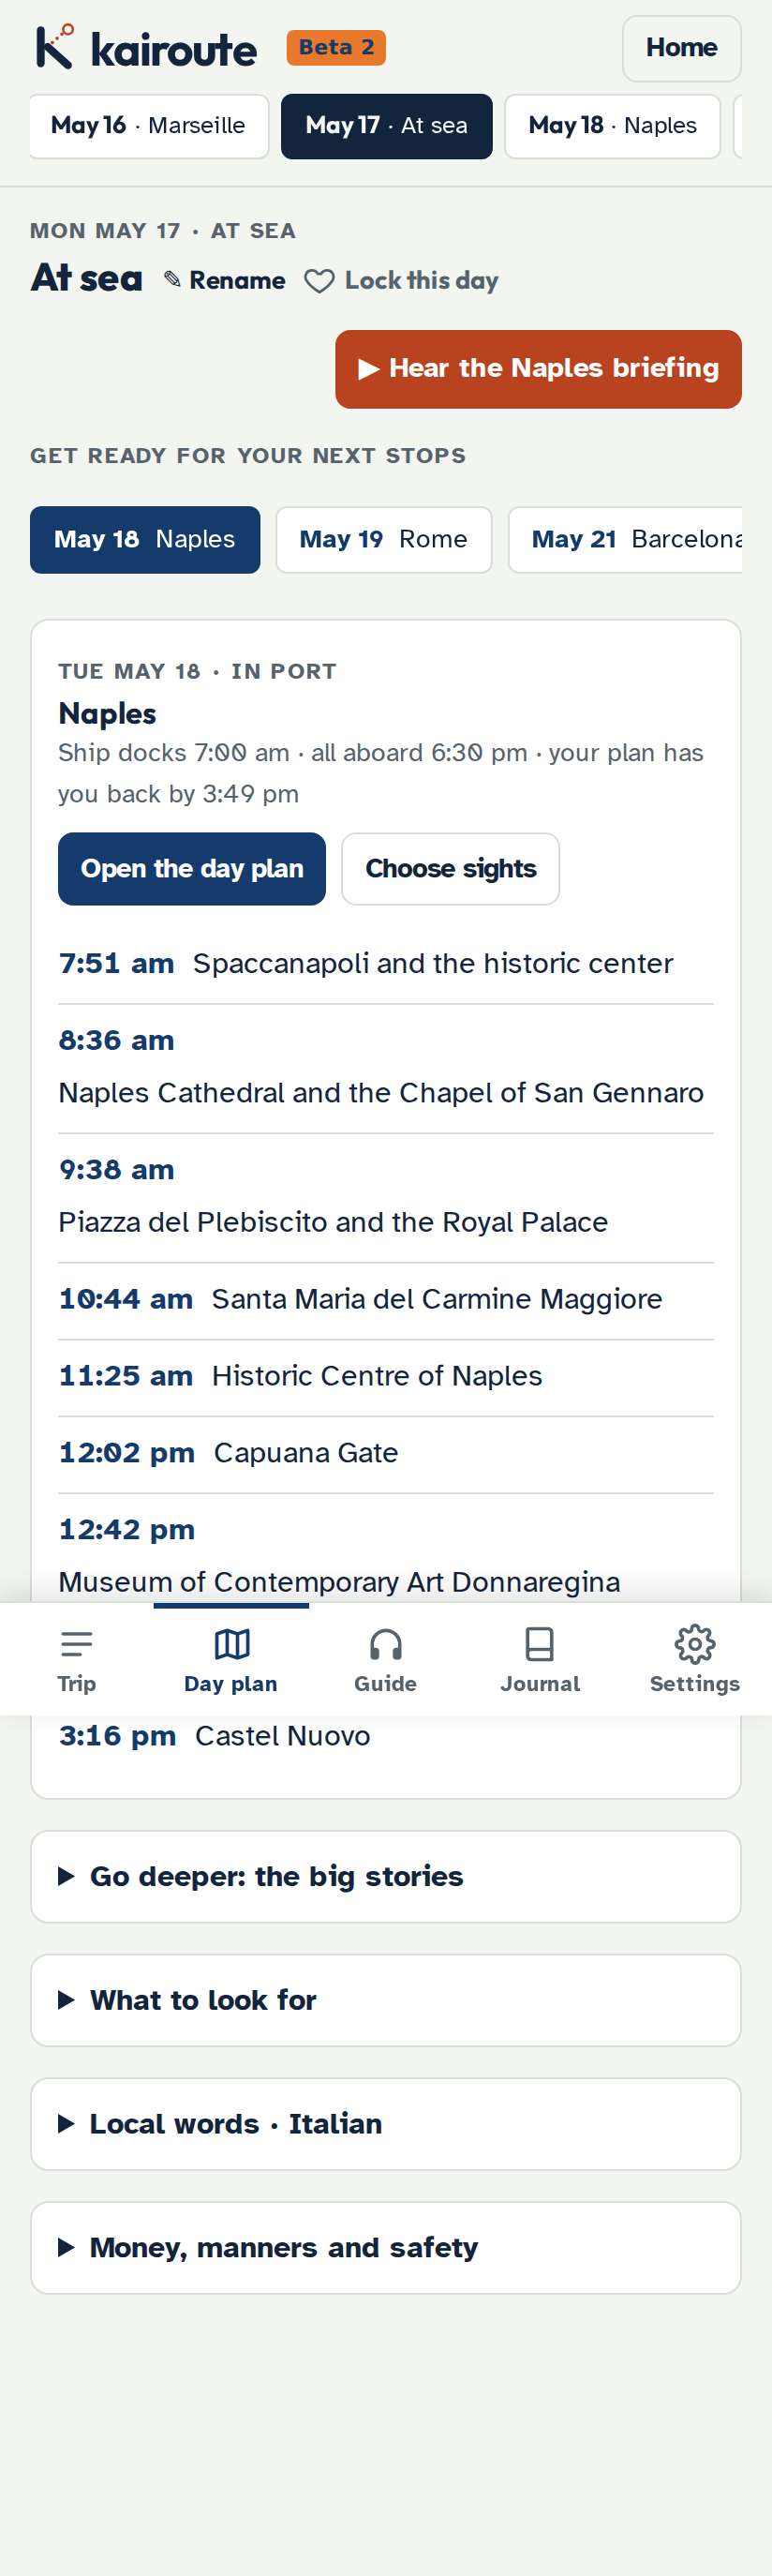 kairoute Beta 2 Home
May 16 · Marseille May 17 · At sea May 18 · Naples
MON MAY 17 · AT SEA
At sea ✎ Rename Lock this day
▶ Hear the Naples briefing
GET READY FOR YOUR NEXT STOPS
May 18 Naples May 19 Rome May 21 Barcelona
TUE MAY 18 · IN PORT
Naples
Ship docks 7:00 am · all aboard 6:30 pm · your plan has
you back by 3:49 pm
Open the day plan Choose sights
7:51 am Spaccanapoli and the historic center
8:36 am
Naples Cathedral and the Chapel of San Gennaro
9:38 am
Piazza del Plebiscito and the Royal Palace
10:44 am Santa Maria del Carmine Maggiore
11:25 am Historic Centre of Naples
12:02 pm Capuana Gate
12:42 pm
Museum of Contemporary Art Donnaregina
Trip Day plan Guide Journal Settings
3:16 pm Castel Nuovo
▶ Go deeper: the big stories
▶ What to look for
▶ Local words · Italian
▶ Money, manners and safety